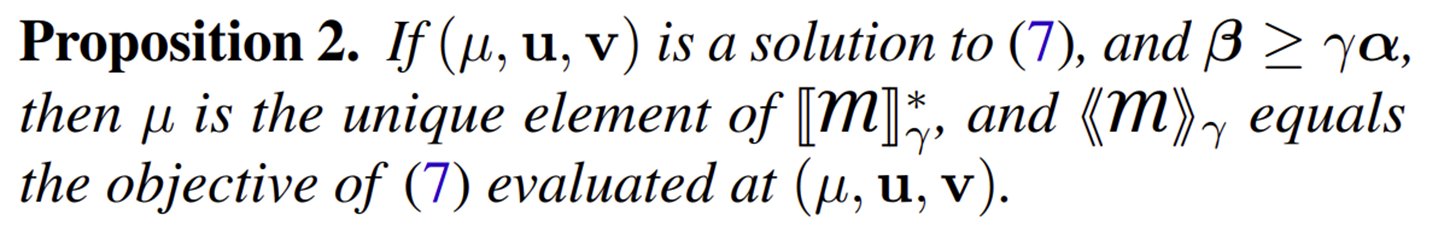 Proposition 2. If (μ, u, v) is a solution to (7), and β ≥ γα,
then μ is the unique element of ⟦m⟧*γ, and ⟪m⟫γ equals
the objective of (7) evaluated at (μ, u, v).